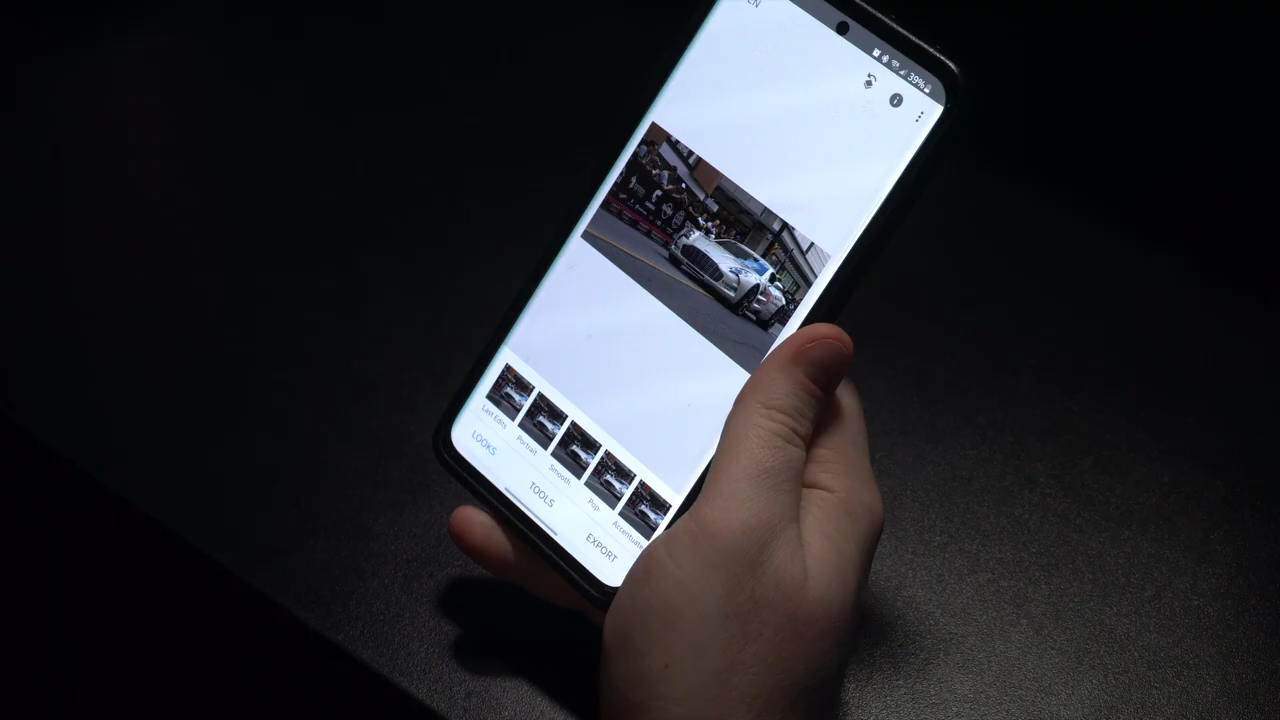 39%
Last Edits
Portrait
Smooth
Pop
Accentuate
LOOKS
TOOLS
EXPORT